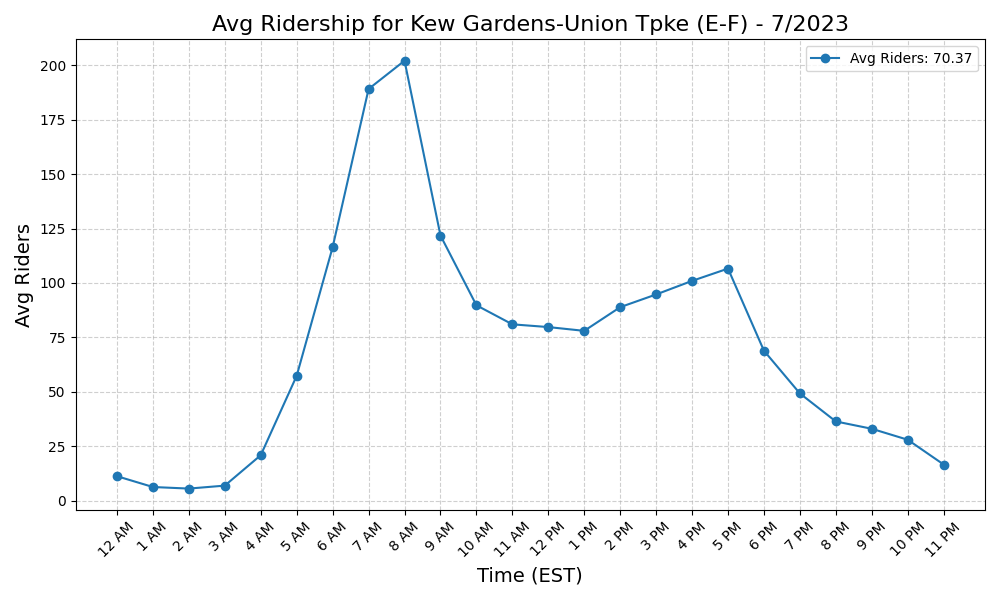 Avg Ridership for Kew Gardens-Union Tpke (E-F) - 7/2023
Avg Riders: 70.37
Avg Riders
200
175
150
125
100
75
50
25
0
12 AM
1 AM
2 AM
3 AM
4 AM
5 AM
6 AM
7 AM
8 AM
9 AM
10 AM
11 AM
12 PM
1 PM
2 PM
3 PM
4 PM
5 PM
6 PM
7 PM
8 PM
9 PM
10 PM
11 PM
Time (EST)